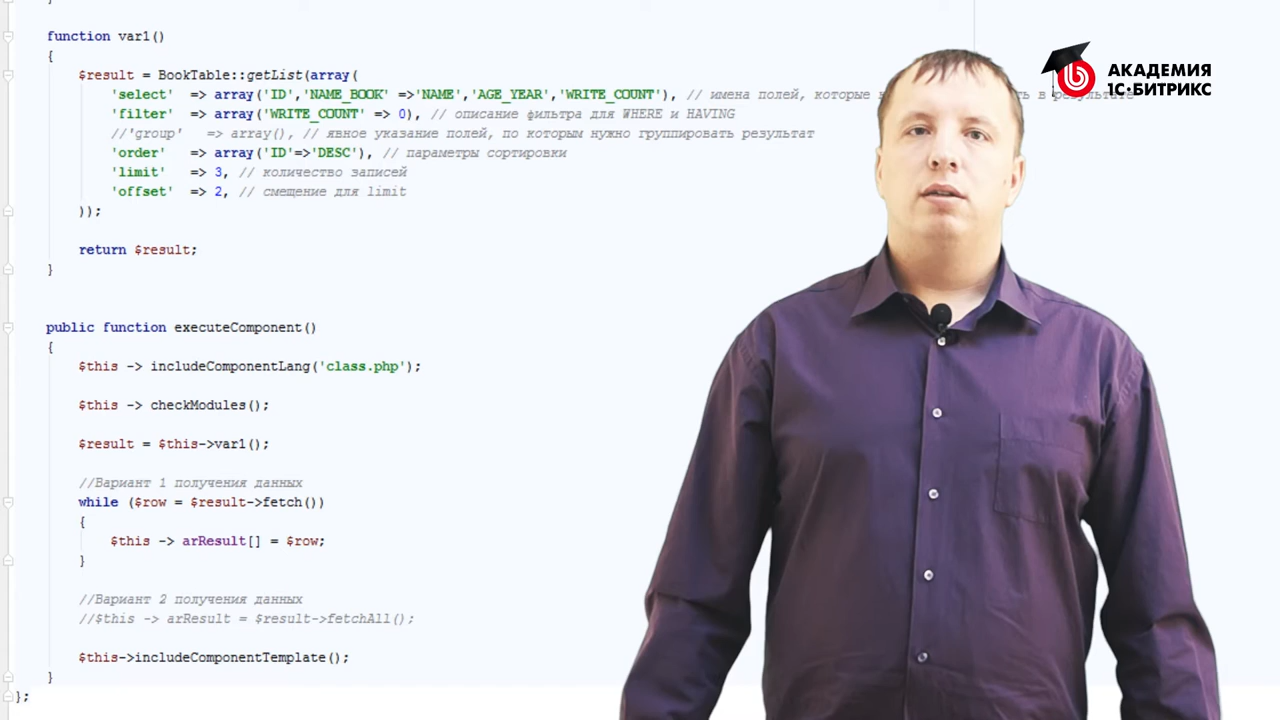 }
function var1()
{
$result = BookTable::getList(array(
'select' => array('ID','NAME_BOOK' =>'NAME','AGE_YEAR','WRITE_COUNT'), // имена полей, которые в результате
'filter' => array('WRITE_COUNT' => 0), // описание фильтра для WHERE и HAVING
//'group' => array(), // явное указание полей, по которым нужно группировать результат
'order' => array('ID'=>'DESC'), // параметры сортировки
'limit' => 3, // количество записей
'offset' => 2, // смещение для limit
));
return $result;
}
public function executeComponent()
{
$this -> includeComponentLang('class.php');
$this -> checkModules();
$result = $this->var1();
//Вариант 1 получения данных
while ($row = $result->fetch())
{
$this -> arResult[] = $row;
}
//Вариант 2 получения данных
//$this -> arResult = $result->fetchAll();
$this->includeComponentTemplate();
}
};
АКАДЕМИЯ
1С·БИТРИКС